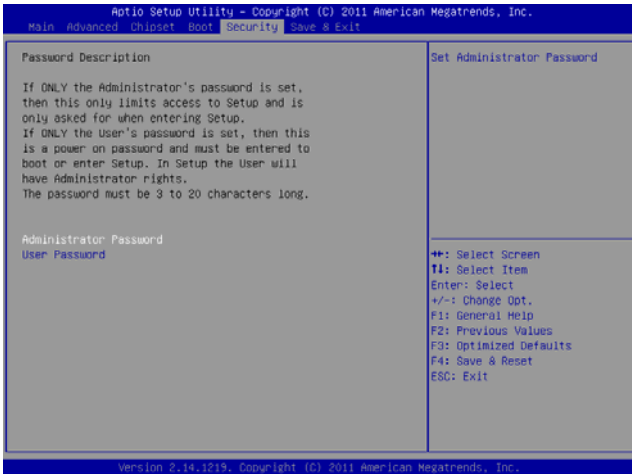 Aptio Setup Utility – Copyright (C) 2011 American Megatrends, Inc.
Main Advanced Chipset Boot Security Save & Exit
Password Description
If ONLY the Administrator's password is set,
then this only limits access to Setup and is
only asked for when entering Setup.
If ONLY the User's password is set, then this
is a power on password and must be entered to
boot or enter Setup. In Setup the User will
have Administrator rights.
The password must be 3 to 20 characters long.
Administrator Password
User Password
Set Administrator Password
→←: Select Screen
↑↓: Select Item
Enter: Select
+/-: Change Opt.
F1: General Help
F2: Previous Values
F3: Optimized Defaults
F4: Save & Reset
ESC: Exit
Version 2.14.1219. Copyright (C) 2011 American Megatrends, Inc.